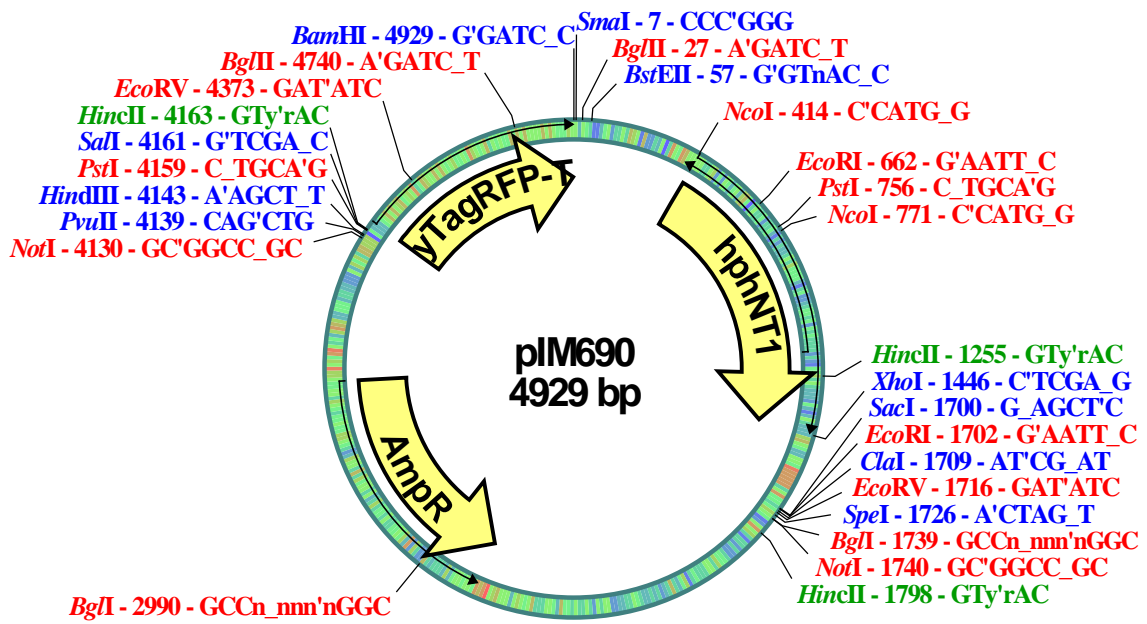 BamHI - 4929 - G'GATC_C
SmaI - 7 - CCC'GGG
BglII - 4740 - A'GATC_T
BglII - 27 - A'GATC_T
EcoRV - 4373 - GAT'ATC
BstEII - 57 - G'GTnAC_C
HincII - 4163 - GTy'rAC
NcoI - 414 - C'CATG_G
SalI - 4161 - G'TCGA_C
PstI - 4159 - C_TGCA'G
EcoRI - 662 - G'AATT_C
HindIII - 4143 - A'AGCT_T
PstI - 756 - C_TGCA'G
PvuII - 4139 - CAG'CTG
NcoI - 771 - C'CATG_G
NotI - 4130 - GC'GGCC_GC
yTagRFP-T
hphNT1
pIM690
4929 bp
AmpR
HincII - 1255 - GTy'rAC
XhoI - 1446 - C'TCGA_G
SacI - 1700 - G_AGCT'C
EcoRI - 1702 - G'AATT_C
ClaI - 1709 - AT'CG_AT
EcoRV - 1716 - GAT'ATC
SpeI - 1726 - A'CTAG_T
BglI - 1739 - GCCn_nnn'nGGC
NotI - 1740 - GC'GGCC_GC
HincII - 1798 - GTy'rAC
BglI - 2990 - GCCn_nnn'nGGC